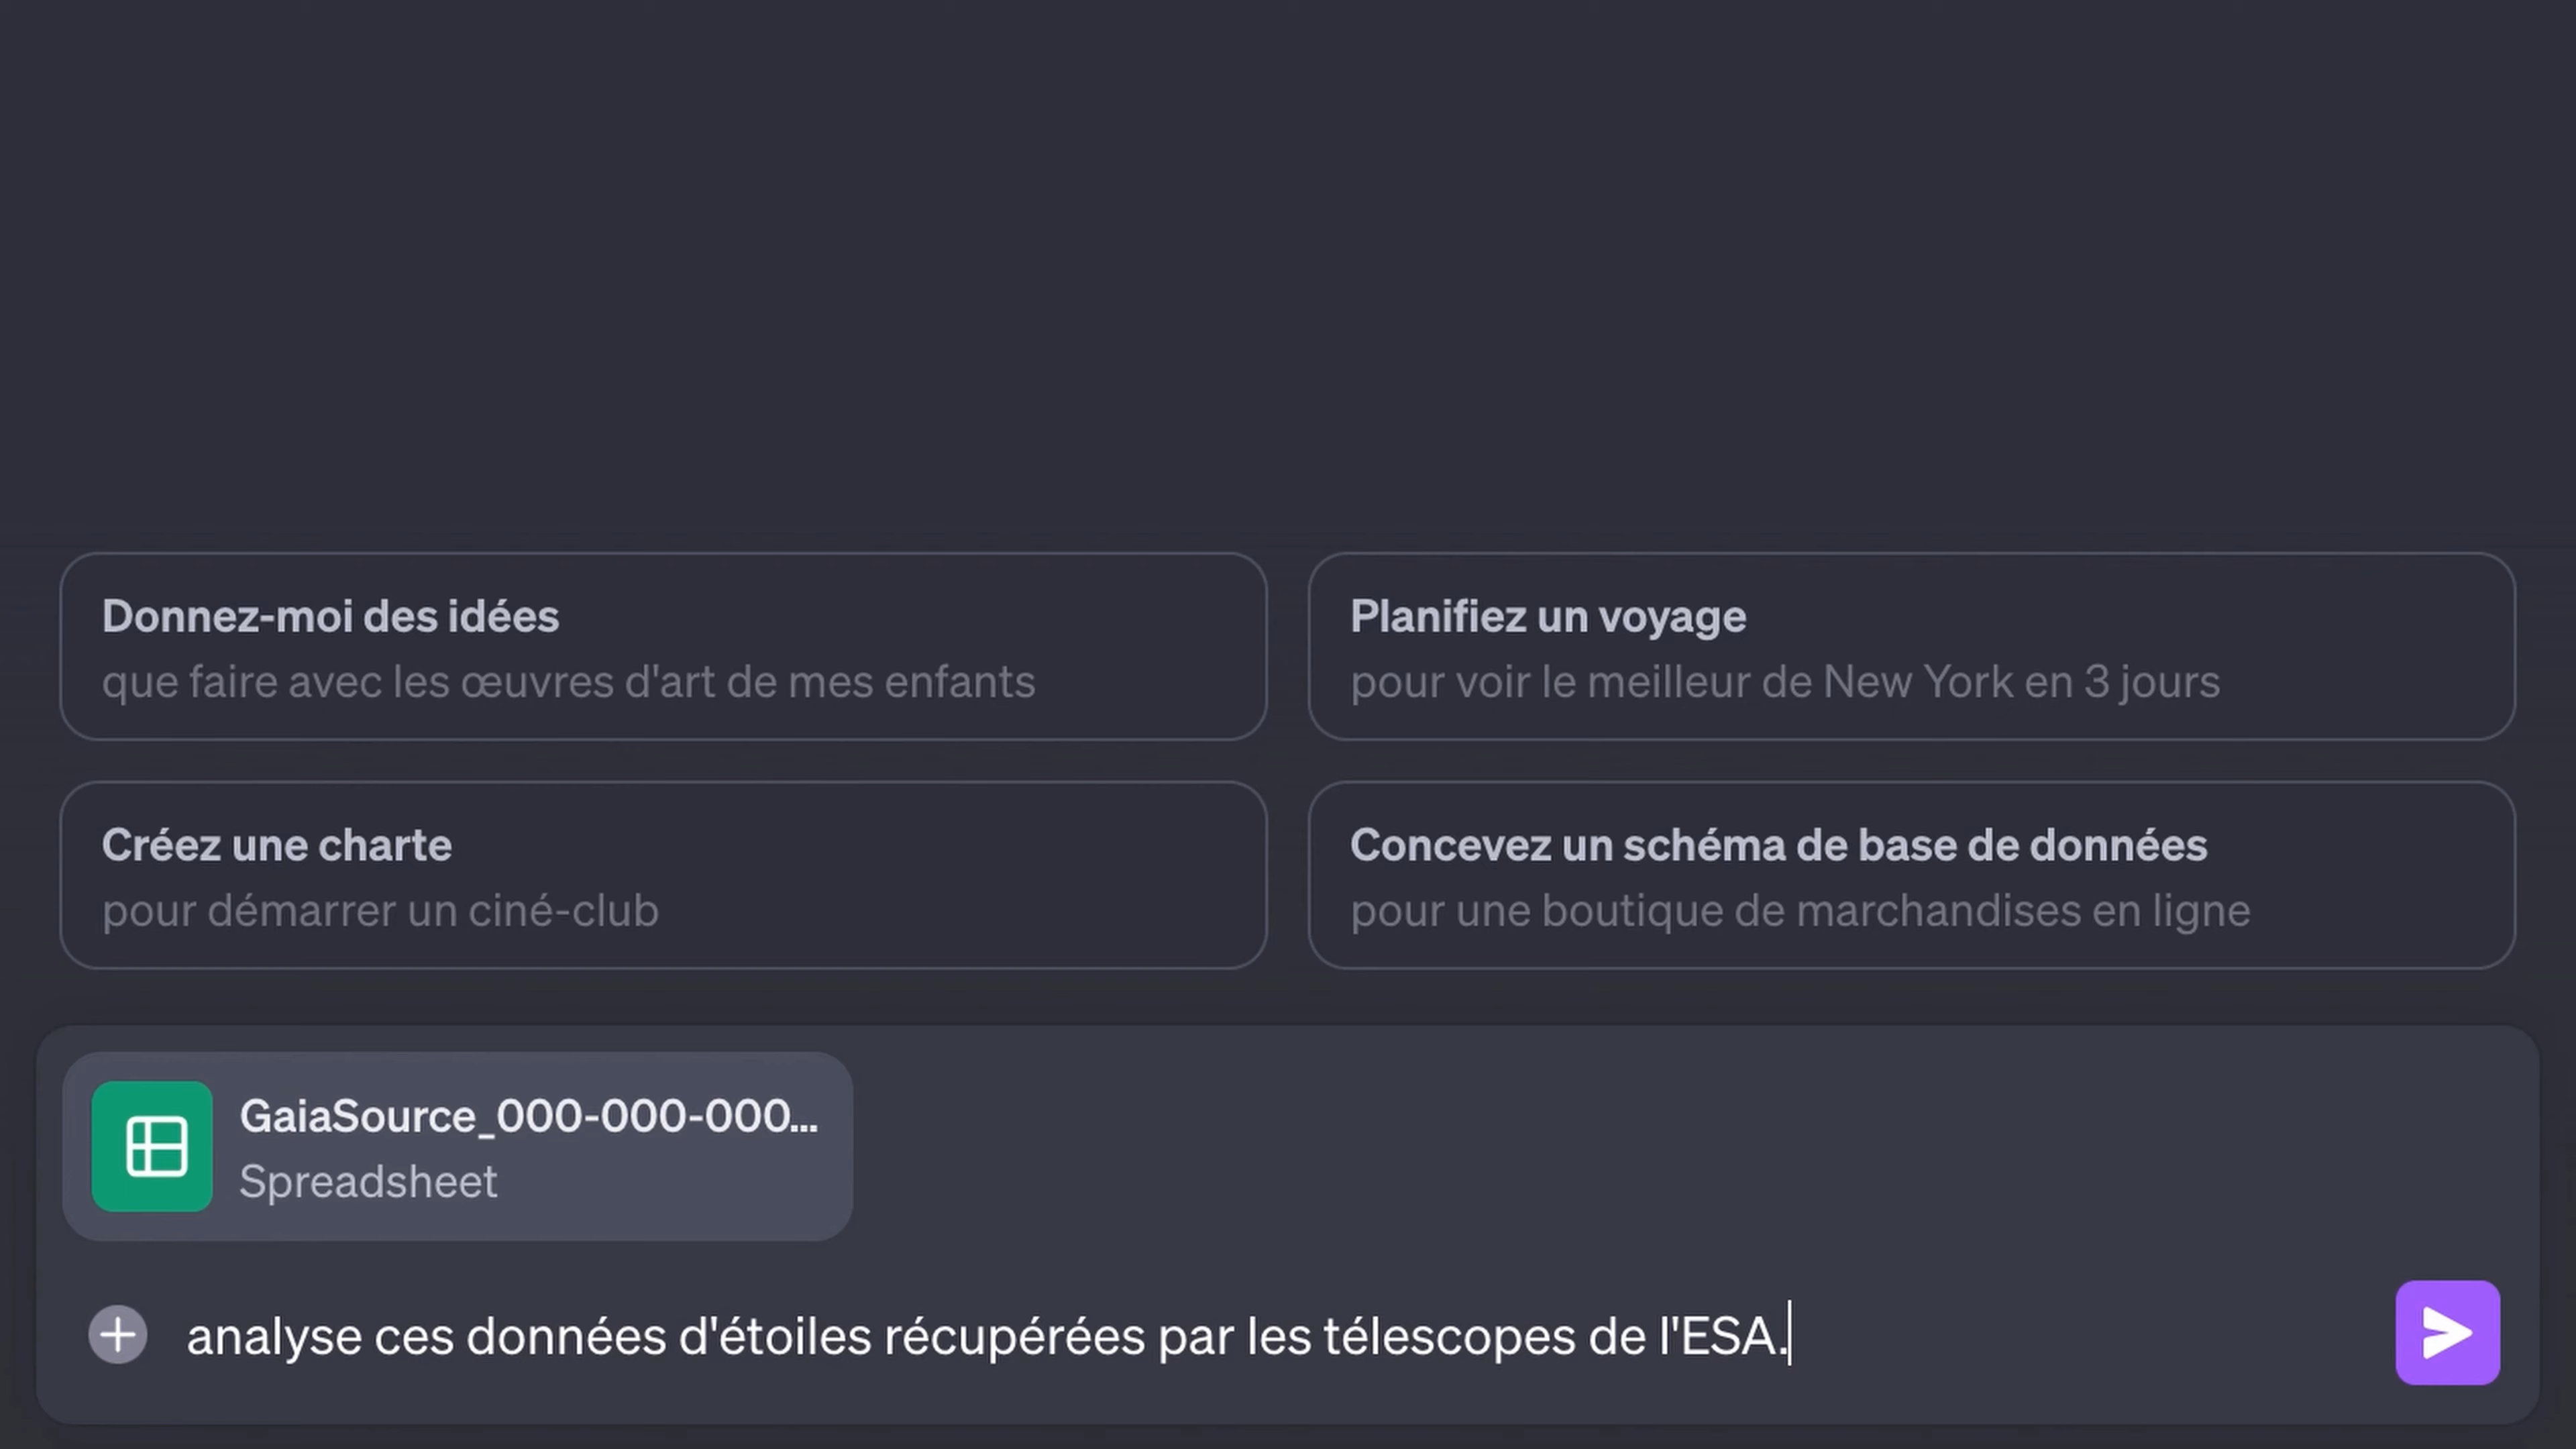 Donnez-moi des idées
que faire avec les œuvres d'art de mes enfants
Planifiez un voyage
pour voir le meilleur de New York en 3 jours
Créez une charte
pour démarrer un ciné-club
Concevez un schéma de base de données
pour une boutique de marchandises en ligne
GaiaSource_000-000-000...
Spreadsheet
analyse ces données d'étoiles récupérées par les télescopes de l'ESA.